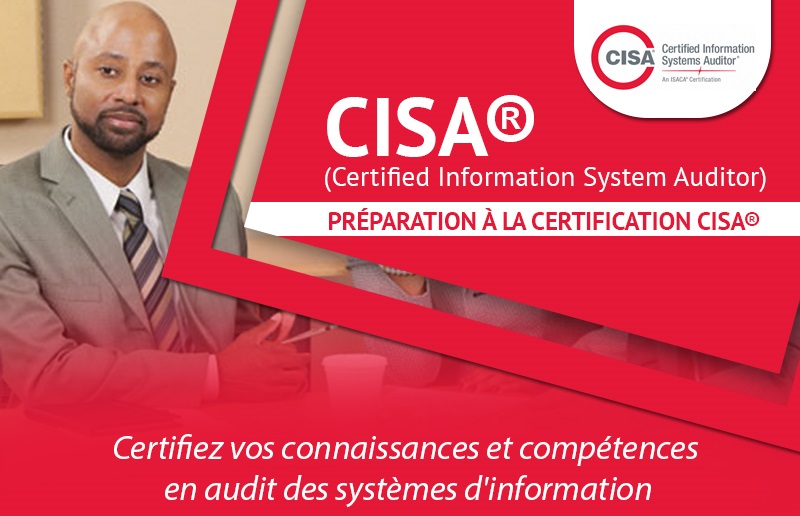 CISA® Certified Information
Systems Auditor®
An ISACA® Certification
CISA®
(Certified Information System Auditor)
PRÉPARATION À LA CERTIFICATION CISA®
Certifiez vos connaissances et compétences
en audit des systèmes d'information